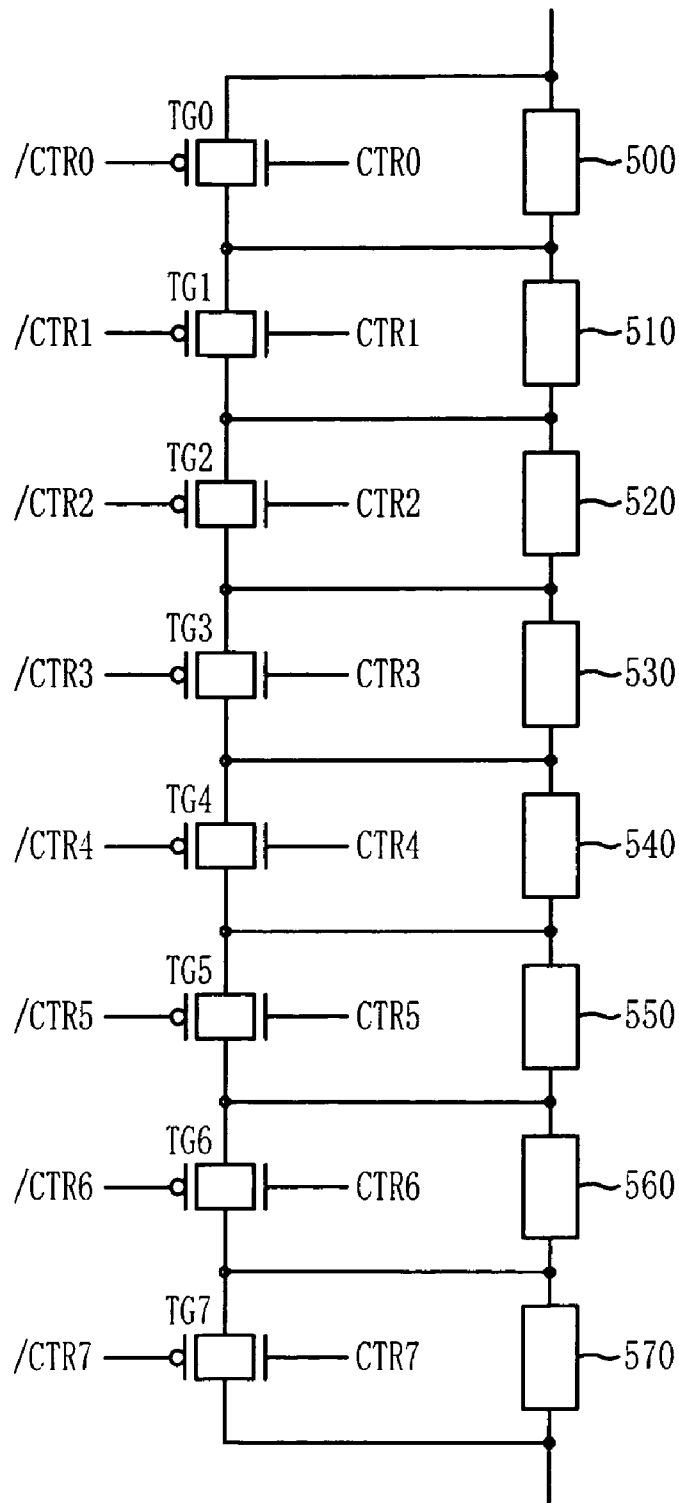 TG0
/CTR0 CTR0 500
TG1
/CTR1 CTR1 510
TG2
/CTR2 CTR2 520
TG3
/CTR3 CTR3 530
TG4
/CTR4 CTR4 540
TG5
/CTR5 CTR5 550
TG6
/CTR6 CTR6 560
TG7
/CTR7 CTR7 570